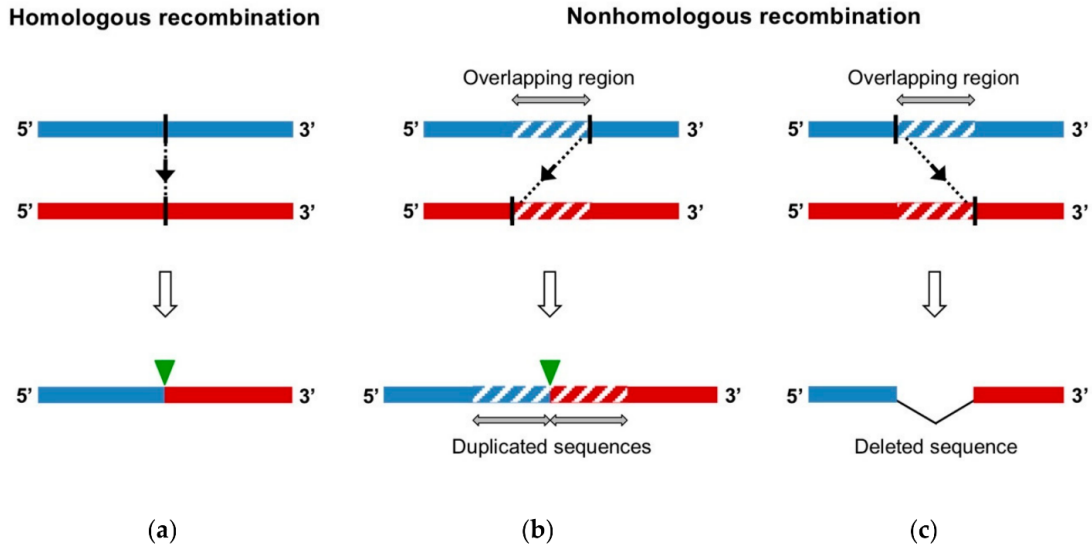 Homologous recombination
Nonhomologous recombination
Overlapping region
Overlapping region
5’ 3’
5’ 3’
5’ 3’
5’ 3’
5’ 3’
5’ 3’
5’ 3’
5’ 3’
5’ 3’
Duplicated sequences
Deleted sequence
(a)
(b)
(c)